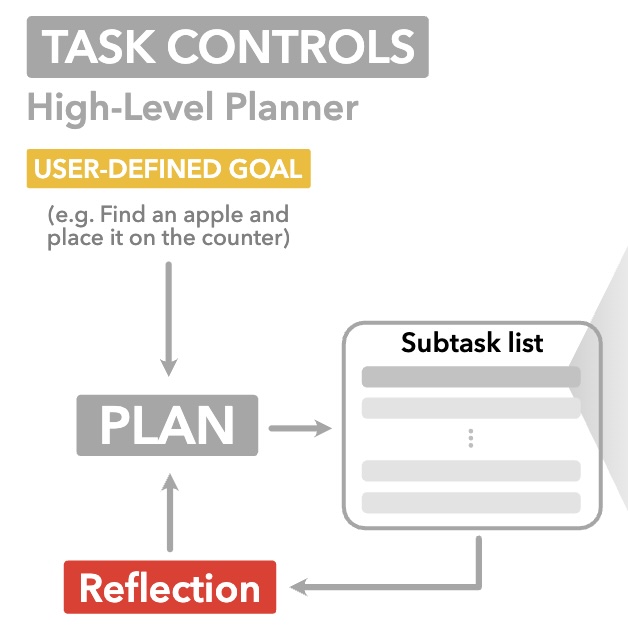 TASK CONTROLS
High-Level Planner
USER-DEFINED GOAL
(e.g. Find an apple and
place it on the counter)
Subtask list
PLAN
Reflection